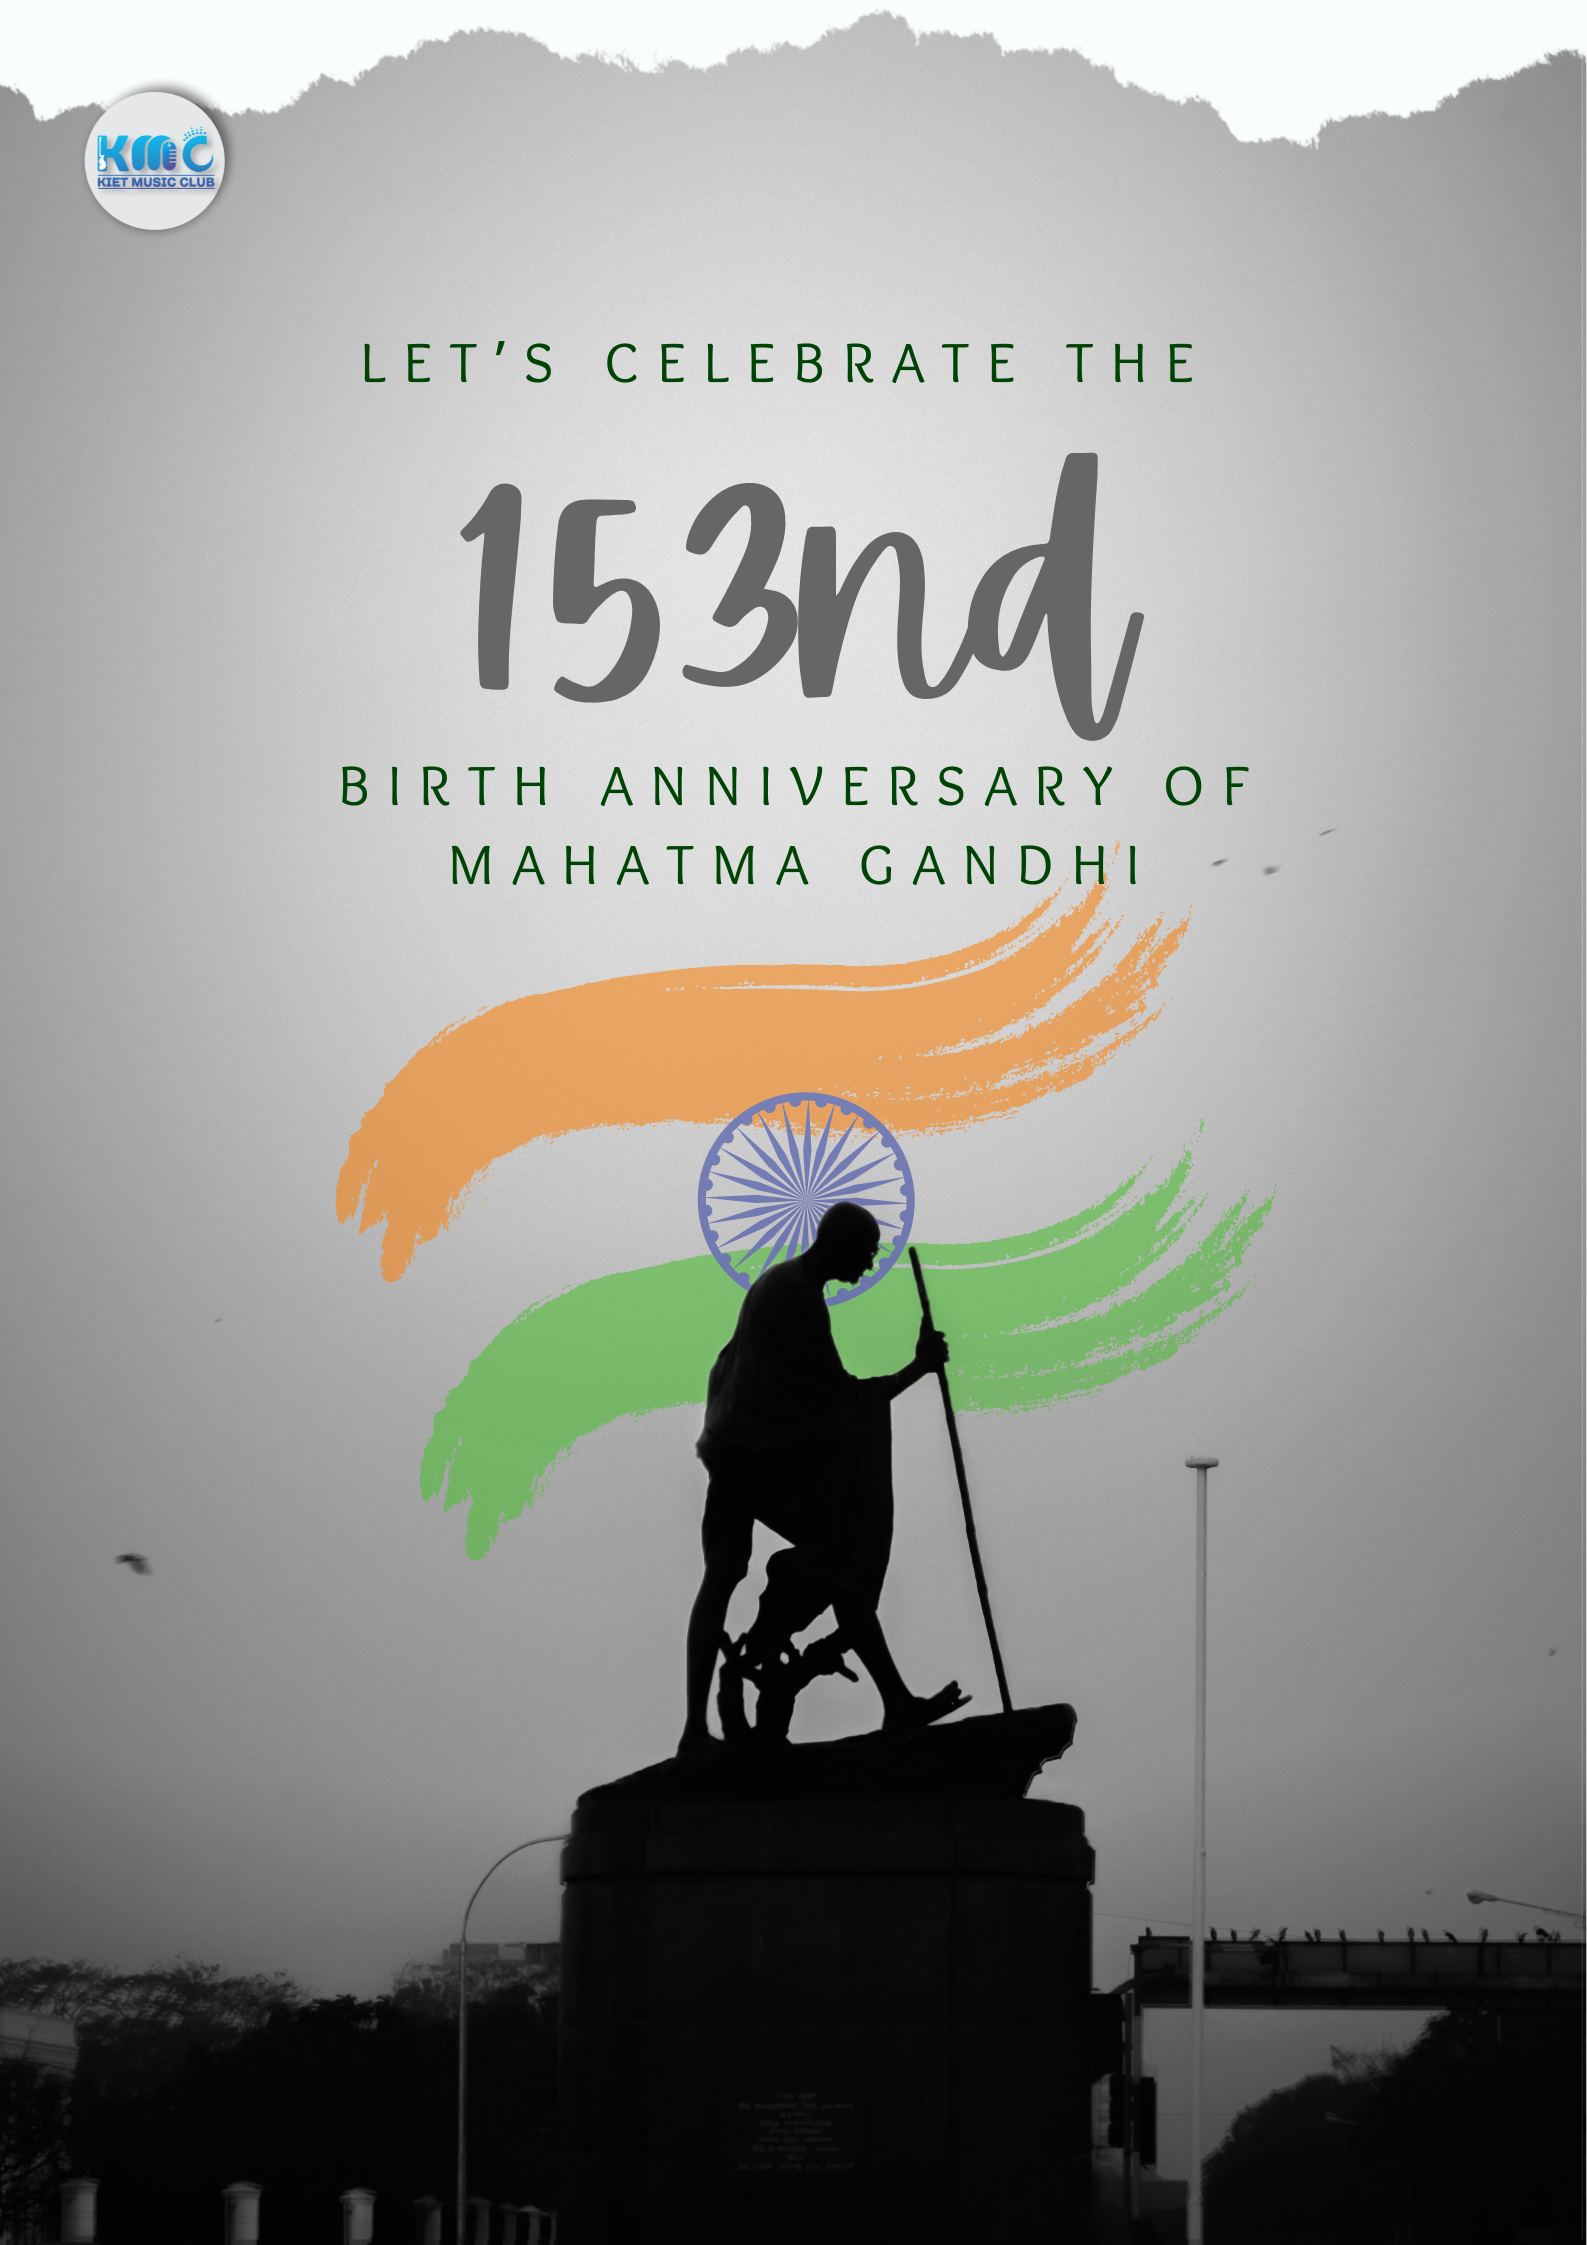 KMC
KIET MUSIC CLUB
LET'S CELEBRATE THE
153nd
BIRTH ANNIVERSARY OF
MAHATMA GANDHI